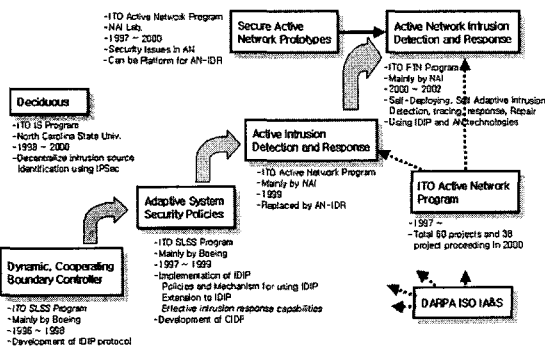 -ITO Active Network Program
-NAI Lab.
-1997 ~ 2000
-Security Issues in AN
-Can be Platform for AN-IDR
Secure Active
Network Prototypes
Active Network Intrusion
Detection and Response
-ITO FTN Program
-Mainly by NAI
-2000 ~ 2002
-Self-Deploying, Self Adaptive Intrusion
Detection, tracing, response, Repair
-Using IDIP and AN technologies
Deciduous
-ITO IS Program
-North Carolina State Univ.
-1998 ~ 2000
-Decentralize intrusion source
Identification using IPSec
Active Intrusion
Detection and Response
-ITO Active Network Program
-Mainly by NAI
-1999
-Replaced by AN-IDR
ITO Active Network
Program
-1997 ~
-Total 60 projects and 38
project proceeding in 2000
Adaptive System
Security Policies
-ITO SLSS Program
-Mainly by Boeing
-1997 ~ 1999
-Implementation of IDIP
Policies and Mechanism for using IDIP
Extension to IDIP
Effective intrusion response capabilities
-Development of CIDF
Dynamic, Cooperating
Boundary Controller
-ITO SLSS Program
-Mainly by Boeing
-1996 ~ 1998
-Development of IDIP protocol
DARPA ISO IA&S